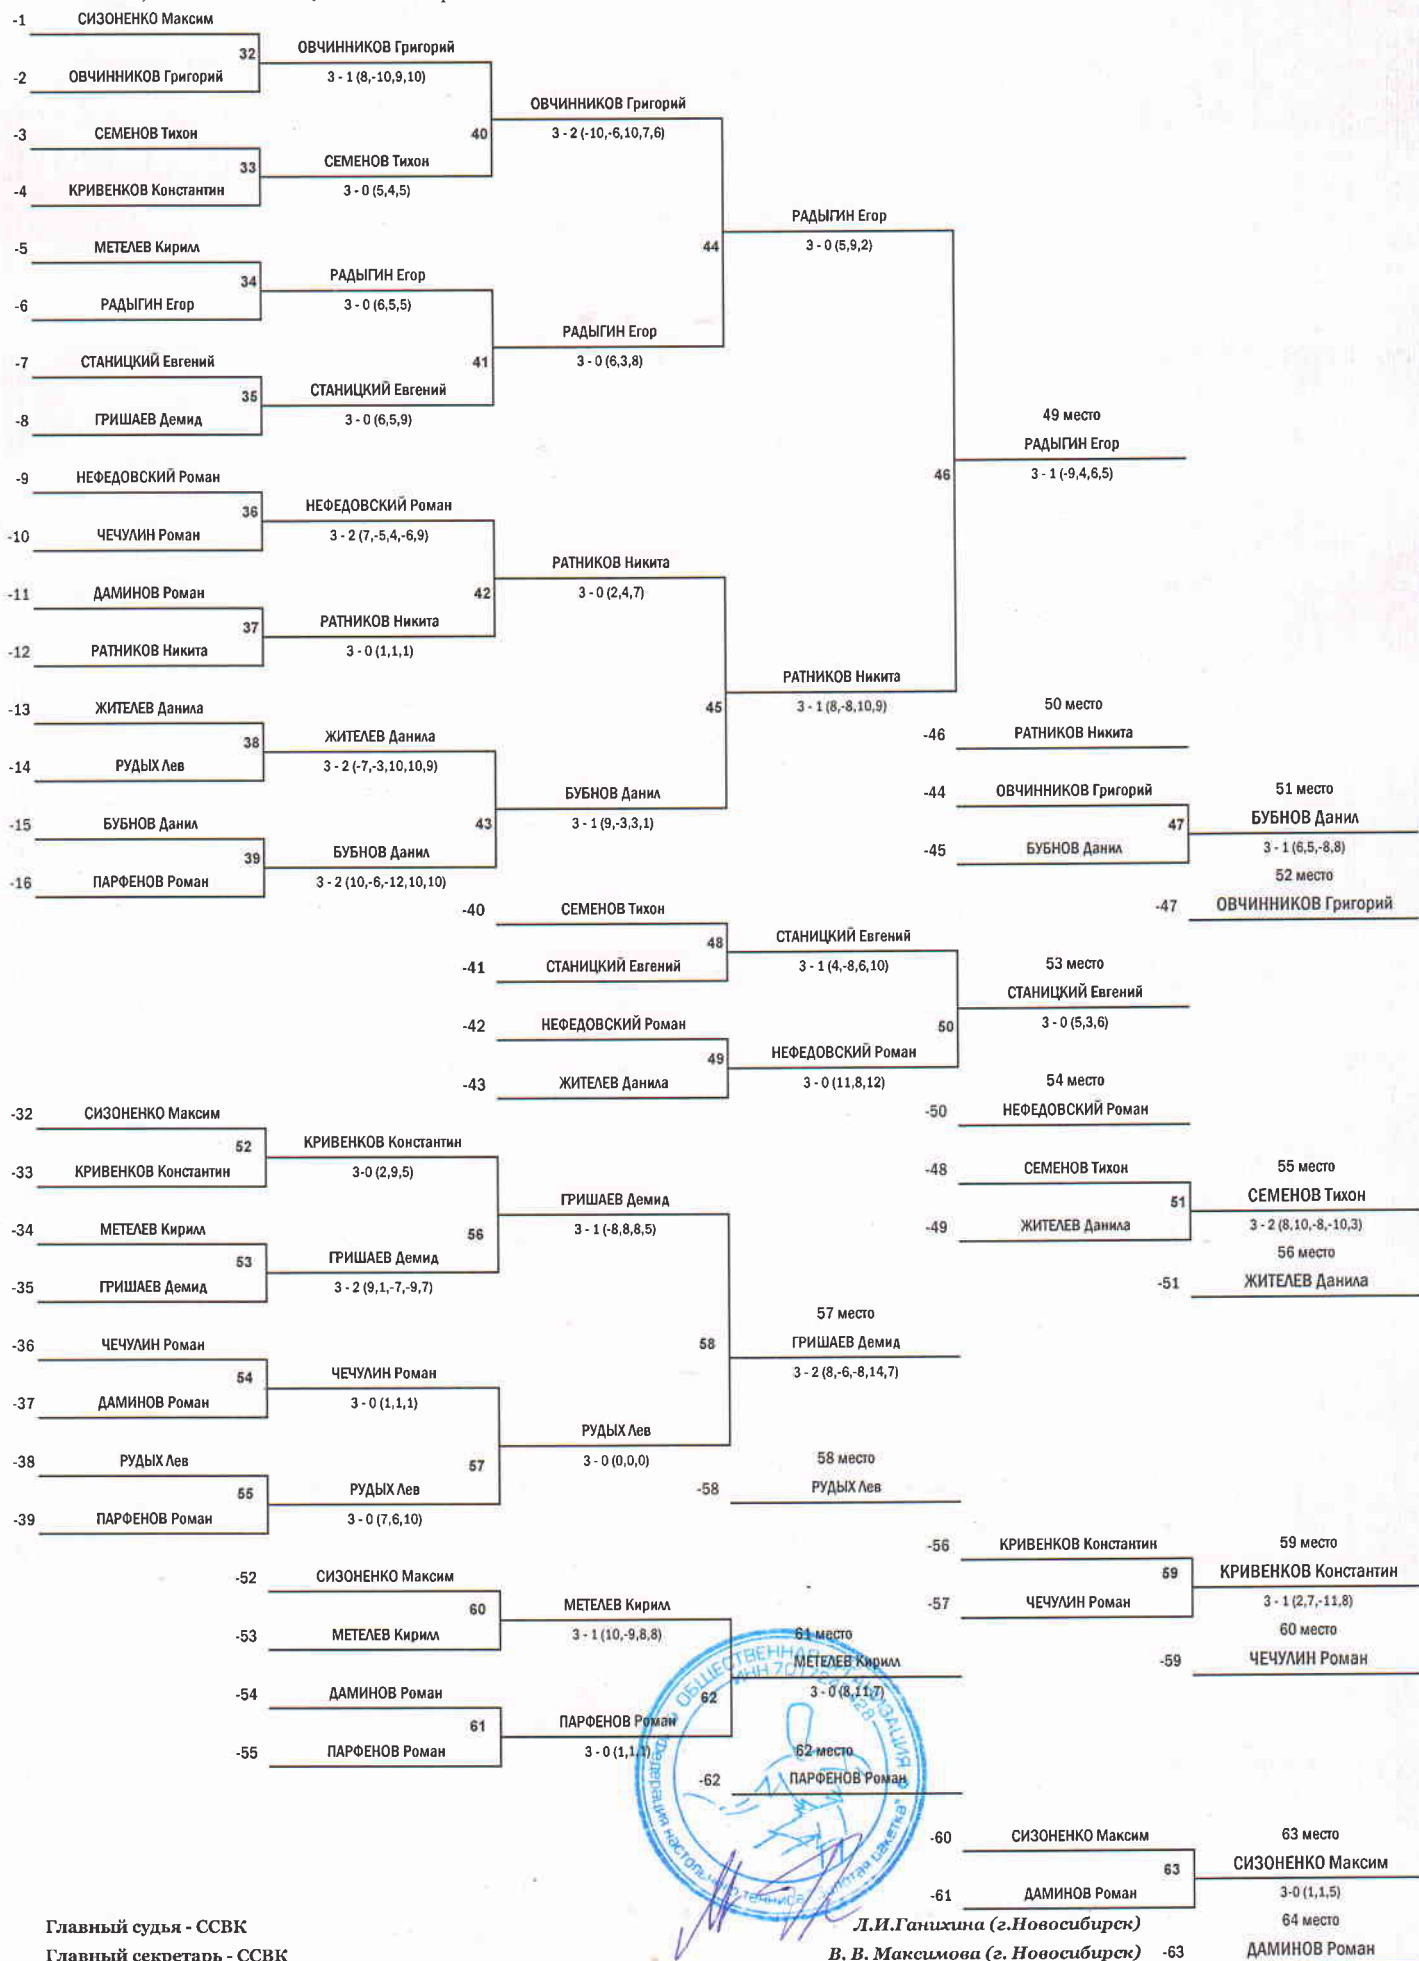 -1 СИЗОНЕНКО Максим
32 ОВЧИННИКОВ Григорий
-2 ОВЧИННИКОВ Григорий 3 - 1 (8,-10,9,10)
ОВЧИННИКОВ Григорий
-3 СЕМЕНОВ Тихон 40 3 - 2 (-10,-6,10,7,6)
33 СЕМЕНОВ Тихон
-4 КРИВЕНКОВ Константин 3 - 0 (5,4,5)
РАДЫГИН Егор
-5 МЕТЕЛЕВ Кирилл 44 3 - 0 (5,9,2)
34 РАДЫГИН Егор
-6 РАДЫГИН Егор 3 - 0 (6,5,5)
РАДЫГИН Егор
-7 СТАНИЦКИЙ Евгений 41 3 - 0 (6,3,8)
35 СТАНИЦКИЙ Евгений
-8 ГРИШАЕВ Демид 3 - 0 (6,5,9) 49 место
РАДЫГИН Егор
-9 НЕФЕДОВСКИЙ Роман 46 3 - 1 (-9,4,6,5)
36 НЕФЕДОВСКИЙ Роман
-10 ЧЕЧУЛИН Роман 3 - 2 (7,-5,4,-6,9)
РАТНИКОВ Никита
-11 ДАМИНОВ Роман 42 3 - 0 (2,4,7)
37 РАТНИКОВ Никита
-12 РАТНИКОВ Никита 3 - 0 (1,1,1)
РАТНИКОВ Никита
-13 ЖИТЕЛЕВ Данила 45 3 - 1 (8,-8,10,9) 50 место
38 ЖИТЕЛЕВ Данила -46 РАТНИКОВ Никита
-14 РУДЫХ Лев 3 - 2 (-7,-3,10,10,9)
БУБНОВ Данил -44 ОВЧИННИКОВ Григорий 51 место
-15 БУБНОВ Данил 43 3 - 1 (9,-3,3,1) 47 БУБНОВ Данил
39 БУБНОВ Данил -45 БУБНОВ Данил 3 - 1 (6,5,-8,8)
-16 ПАРФЕНОВ Роман 3 - 2 (10,-6,-12,10,10) 52 место
-40 СЕМЕНОВ Тихон -47 ОВЧИННИКОВ Григорий
48 СТАНИЦКИЙ Евгений
-41 СТАНИЦКИЙ Евгений 3 - 1 (4,-8,6,10) 53 место
СТАНИЦКИЙ Евгений
-42 НЕФЕДОВСКИЙ Роман 50 3 - 0 (5,3,6)
49 НЕФЕДОВСКИЙ Роман
-43 ЖИТЕЛЕВ Данила 3 - 0 (11,8,12) 54 место
-32 СИЗОНЕНКО Максим -50 НЕФЕДОВСКИЙ Роман
52 КРИВЕНКОВ Константин
-33 КРИВЕНКОВ Константин 3-0 (2,9,5) -48 СЕМЕНОВ Тихон 55 место
ГРИШАЕВ Демид 51 СЕМЕНОВ Тихон
-34 МЕТЕЛЕВ Кирилл 56 3 - 1 (-8,8,8,5) -49 ЖИТЕЛЕВ Данила 3 - 2 (8,10,-8,-10,3)
53 ГРИШАЕВ Демид 56 место
-35 ГРИШАЕВ Демид 3 - 2 (9,1,-7,-9,7) -51 ЖИТЕЛЕВ Данила
57 место
-36 ЧЕЧУЛИН Роман 58 ГРИШАЕВ Демид
54 ЧЕЧУЛИН Роман 3 - 2 (8,-6,-8,14,7)
-37 ДАМИНОВ Роман 3 - 0 (1,1,1)
РУДЫХ Лев
-38 РУДЫХ Лев 57 3 - 0 (0,0,0) 58 место
55 РУДЫХ Лев -58 РУДЫХ Лев
-39 ПАРФЕНОВ Роман 3 - 0 (7,6,10)
-56 КРИВЕНКОВ Константин 59 место
-52 СИЗОНЕНКО Максим 59 КРИВЕНКОВ Константин
60 МЕТЕЛЕВ Кирилл -57 ЧЕЧУЛИН Роман 3 - 1 (2,7,-11,8)
-53 МЕТЕЛЕВ Кирилл 3 - 1 (10,-9,8,8) 61 место 60 место
МЕТЕЛЕВ Кирилл -59 ЧЕЧУЛИН Роман
-54 ДАМИНОВ Роман 62 3 - 0 (8,11,7)
61 ПАРФЕНОВ Роман
-55 ПАРФЕНОВ Роман 3 - 0 (1,1,1) 62 место
-62 ПАРФЕНОВ Роман
ОБЩЕСТВЕННАЯ ОРГАНИЗАЦИЯ
Федерация настольного тенниса "Золотая ракетка"
-60 СИЗОНЕНКО Максим 63 место
63 СИЗОНЕНКО Максим
-61 ДАМИНОВ Роман 3-0 (1,1,5)
Главный судья - ССВК Л.И.Ганихина (г.Новосибирск) 64 место
Главный секретарь - ССВК В. В. Максимова (г. Новосибирск) -63 ДАМИНОВ Роман